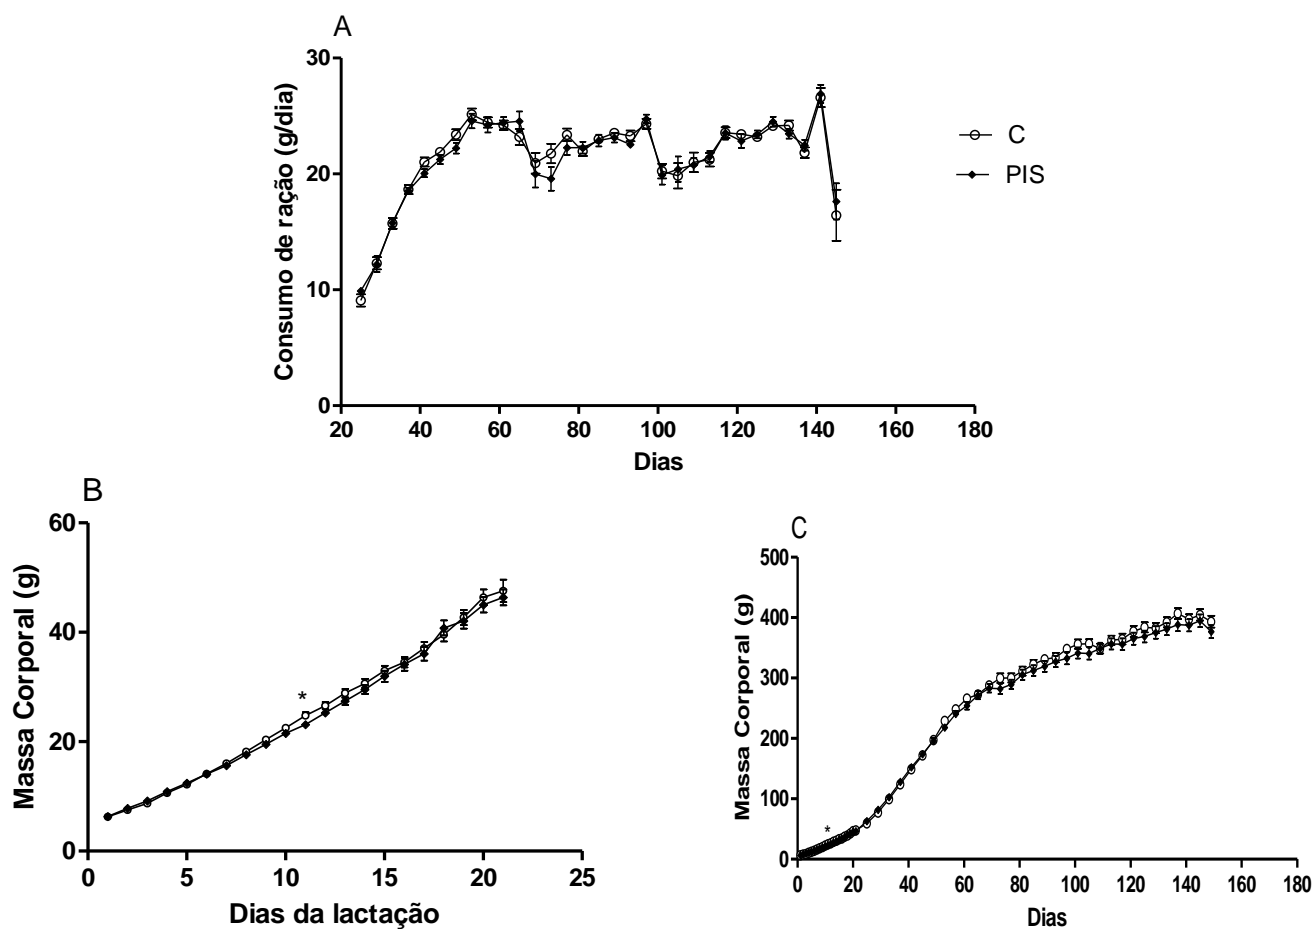 A
30
20
10
0
Consumo de ração (g/dia)
20 40 60 80 100 120 140 160 180
Dias
C
PIS
B
60
40
20
0
Massa Corporal (g)
*
0 5 10 15 20 25
Dias da lactação
C
500
400
300
200
100
0
Massa Corporal (g)
*
0 20 40 60 80 100 120 140 160 180
Dias